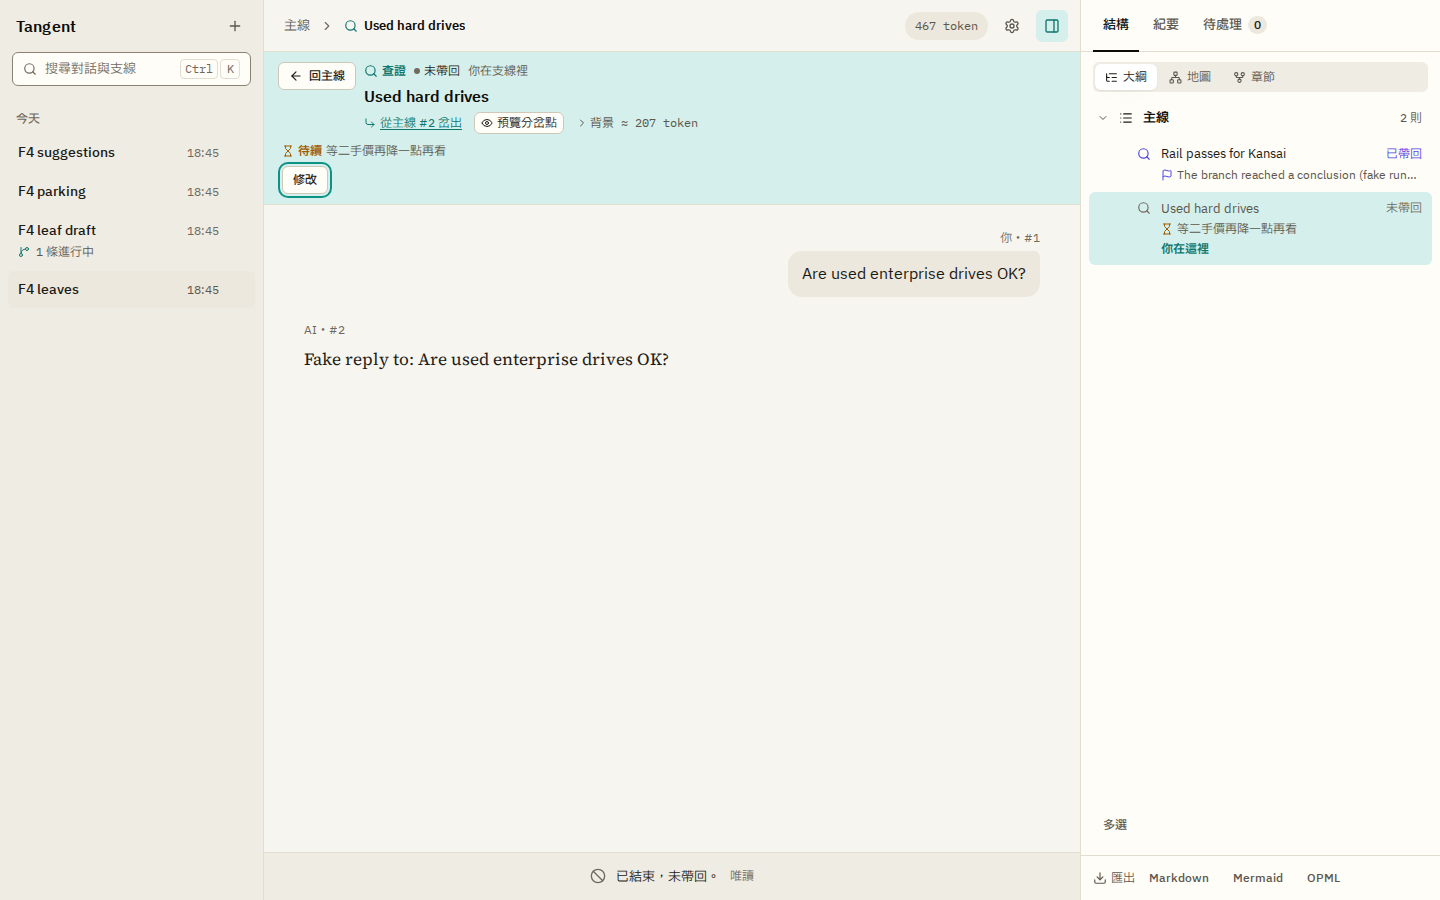 Tangent
搜尋對話與支線 Ctrl K
今天
F4 suggestions 18:45
F4 parking 18:45
F4 leaf draft 18:45
1 條進行中
F4 leaves 18:45
主線 Used hard drives 467 token
回主線 查證 未帶回 你在支線裡
Used hard drives
從主線 #2 岔出 預覽分岔點 背景 ≈ 207 token
待續 等二手價再降一點再看
修改
你・#1
Are used enterprise drives OK?
AI・#2
Fake reply to: Are used enterprise drives OK?
已結束，未帶回。 唯讀
結構 紀要 待處理 0
大綱 地圖 章節
主線 2 則
Rail passes for Kansai 已帶回
The branch reached a conclusion (fake run...
Used hard drives 未帶回
等二手價再降一點再看
你在這裡
多選
匯出 Markdown Mermaid OPML